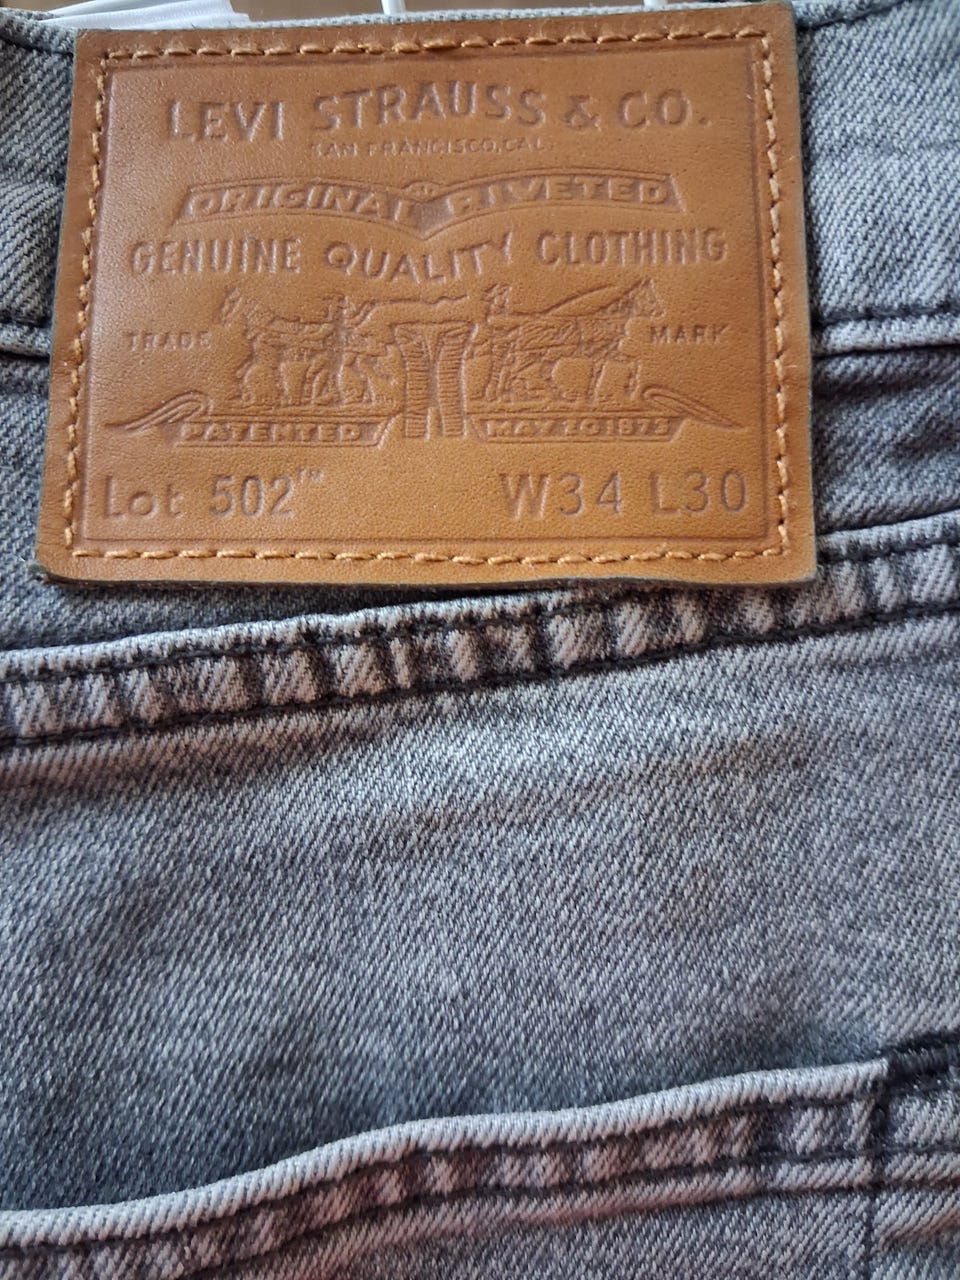 LEVI STRAUSS & CO.
SAN FRANCISCO, CAL.
ORIGINAL RIVETED
GENUINE QUALITY CLOTHING
TRADE MARK
PATENTED MAY 20 1873
Lot 502™ W34 L30